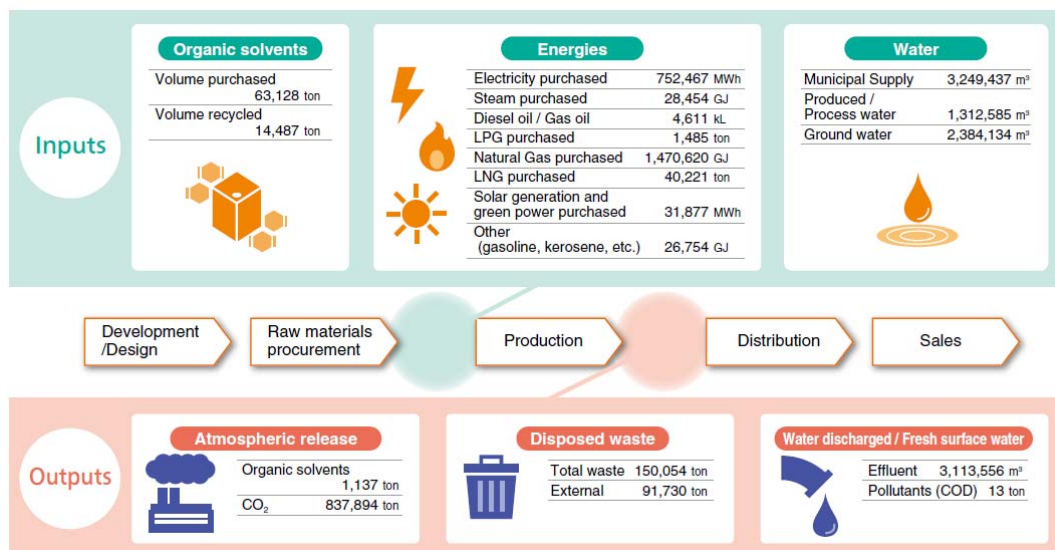 Inputs
Organic solvents
Volume purchased
63,128 ton
Volume recycled
14,487 ton
Energies
Electricity purchased 752,467 MWh
Steam purchased 28,454 GJ
Diesel oil / Gas oil 4,611 kL
LPG purchased 1,485 ton
Natural Gas purchased 1,470,620 GJ
LNG purchased 40,221 ton
Solar generation and
green power purchased 31,877 MWh
Other
(gasoline, kerosene, etc.) 26,754 GJ
Water
Municipal Supply 3,249,437 m³
Produced /
Process water 1,312,585 m³
Ground water 2,384,134 m³
Development
/Design
Raw materials
procurement
Production
Distribution
Sales
Outputs
Atmospheric release
Organic solvents
1,137 ton
CO₂ 837,894 ton
Disposed waste
Total waste 150,054 ton
External 91,730 ton
Water discharged / Fresh surface water
Effluent 3,113,556 m³
Pollutants (COD) 13 ton